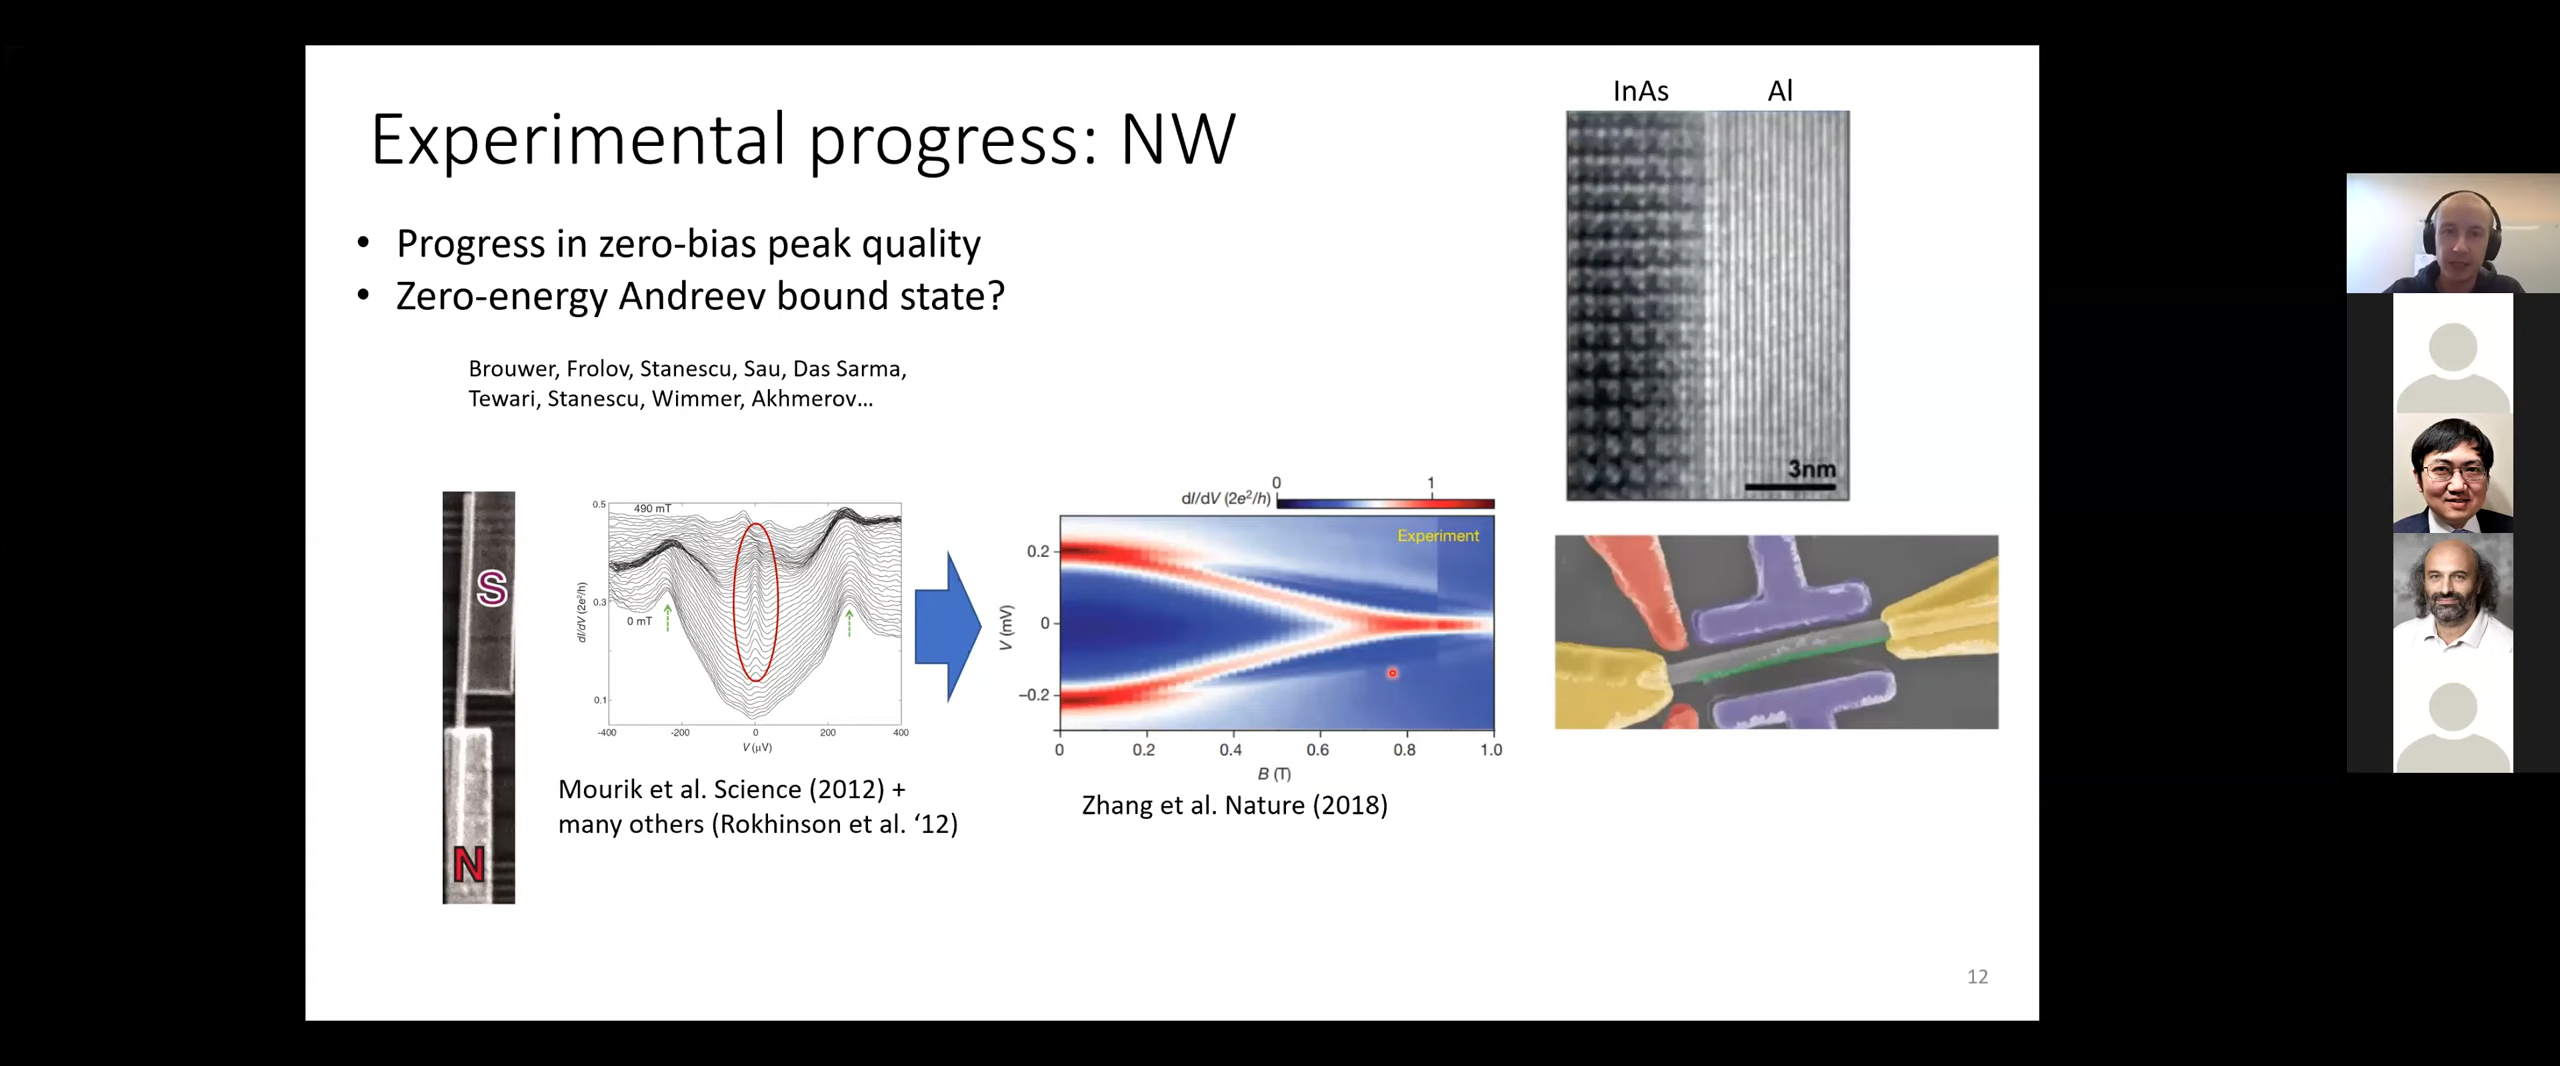 Experimental progress: NW
• Progress in zero-bias peak quality
• Zero-energy Andreev bound state?
Brouwer, Frolov, Stanescu, Sau, Das Sarma,
Tewari, Stanescu, Wimmer, Akhmerov...
InAs Al
3nm
S
N
0.5
490 mT
dI/dV (2e²/h)
0.3
0 mT
0.1
-400 -200 0 200 400
V (μV)
Mourik et al. Science (2012) +
many others (Rokhinson et al. ‘12)
0 1
dI/dV (2e²/h)
Experiment
0.2
V (mV)
0
−0.2
0 0.2 0.4 0.6 0.8 1.0
B (T)
Zhang et al. Nature (2018)
12